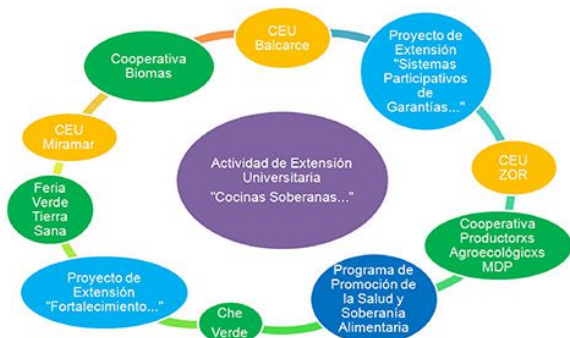 CEU
Balcarce
Proyecto de
Extensión
"Sistemas
Participativos
de
Garantías..."
CEU
ZOR
Cooperativa
Productorxs
Agroecológicxs
MDP
Programa de
Promoción de
la Salud y
Soberanía
Alimentaria
Che
Verde
Proyecto de
Extensión
"Fortalecimiento..."
Feria
Verde
Tierra
Sana
CEU
Miramar
Cooperativa
Biomas
Actividad de Extensión
Universitaria
"Cocinas Soberanas..."